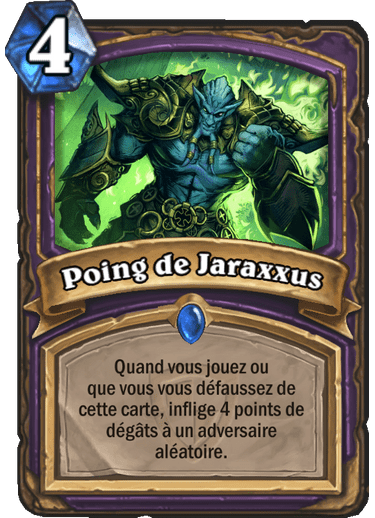 4
Poing de Jaraxxus
Quand vous jouez ou
que vous vous défaussez de
cette carte, inflige 4 points de
dégâts à un adversaire
aléatoire.